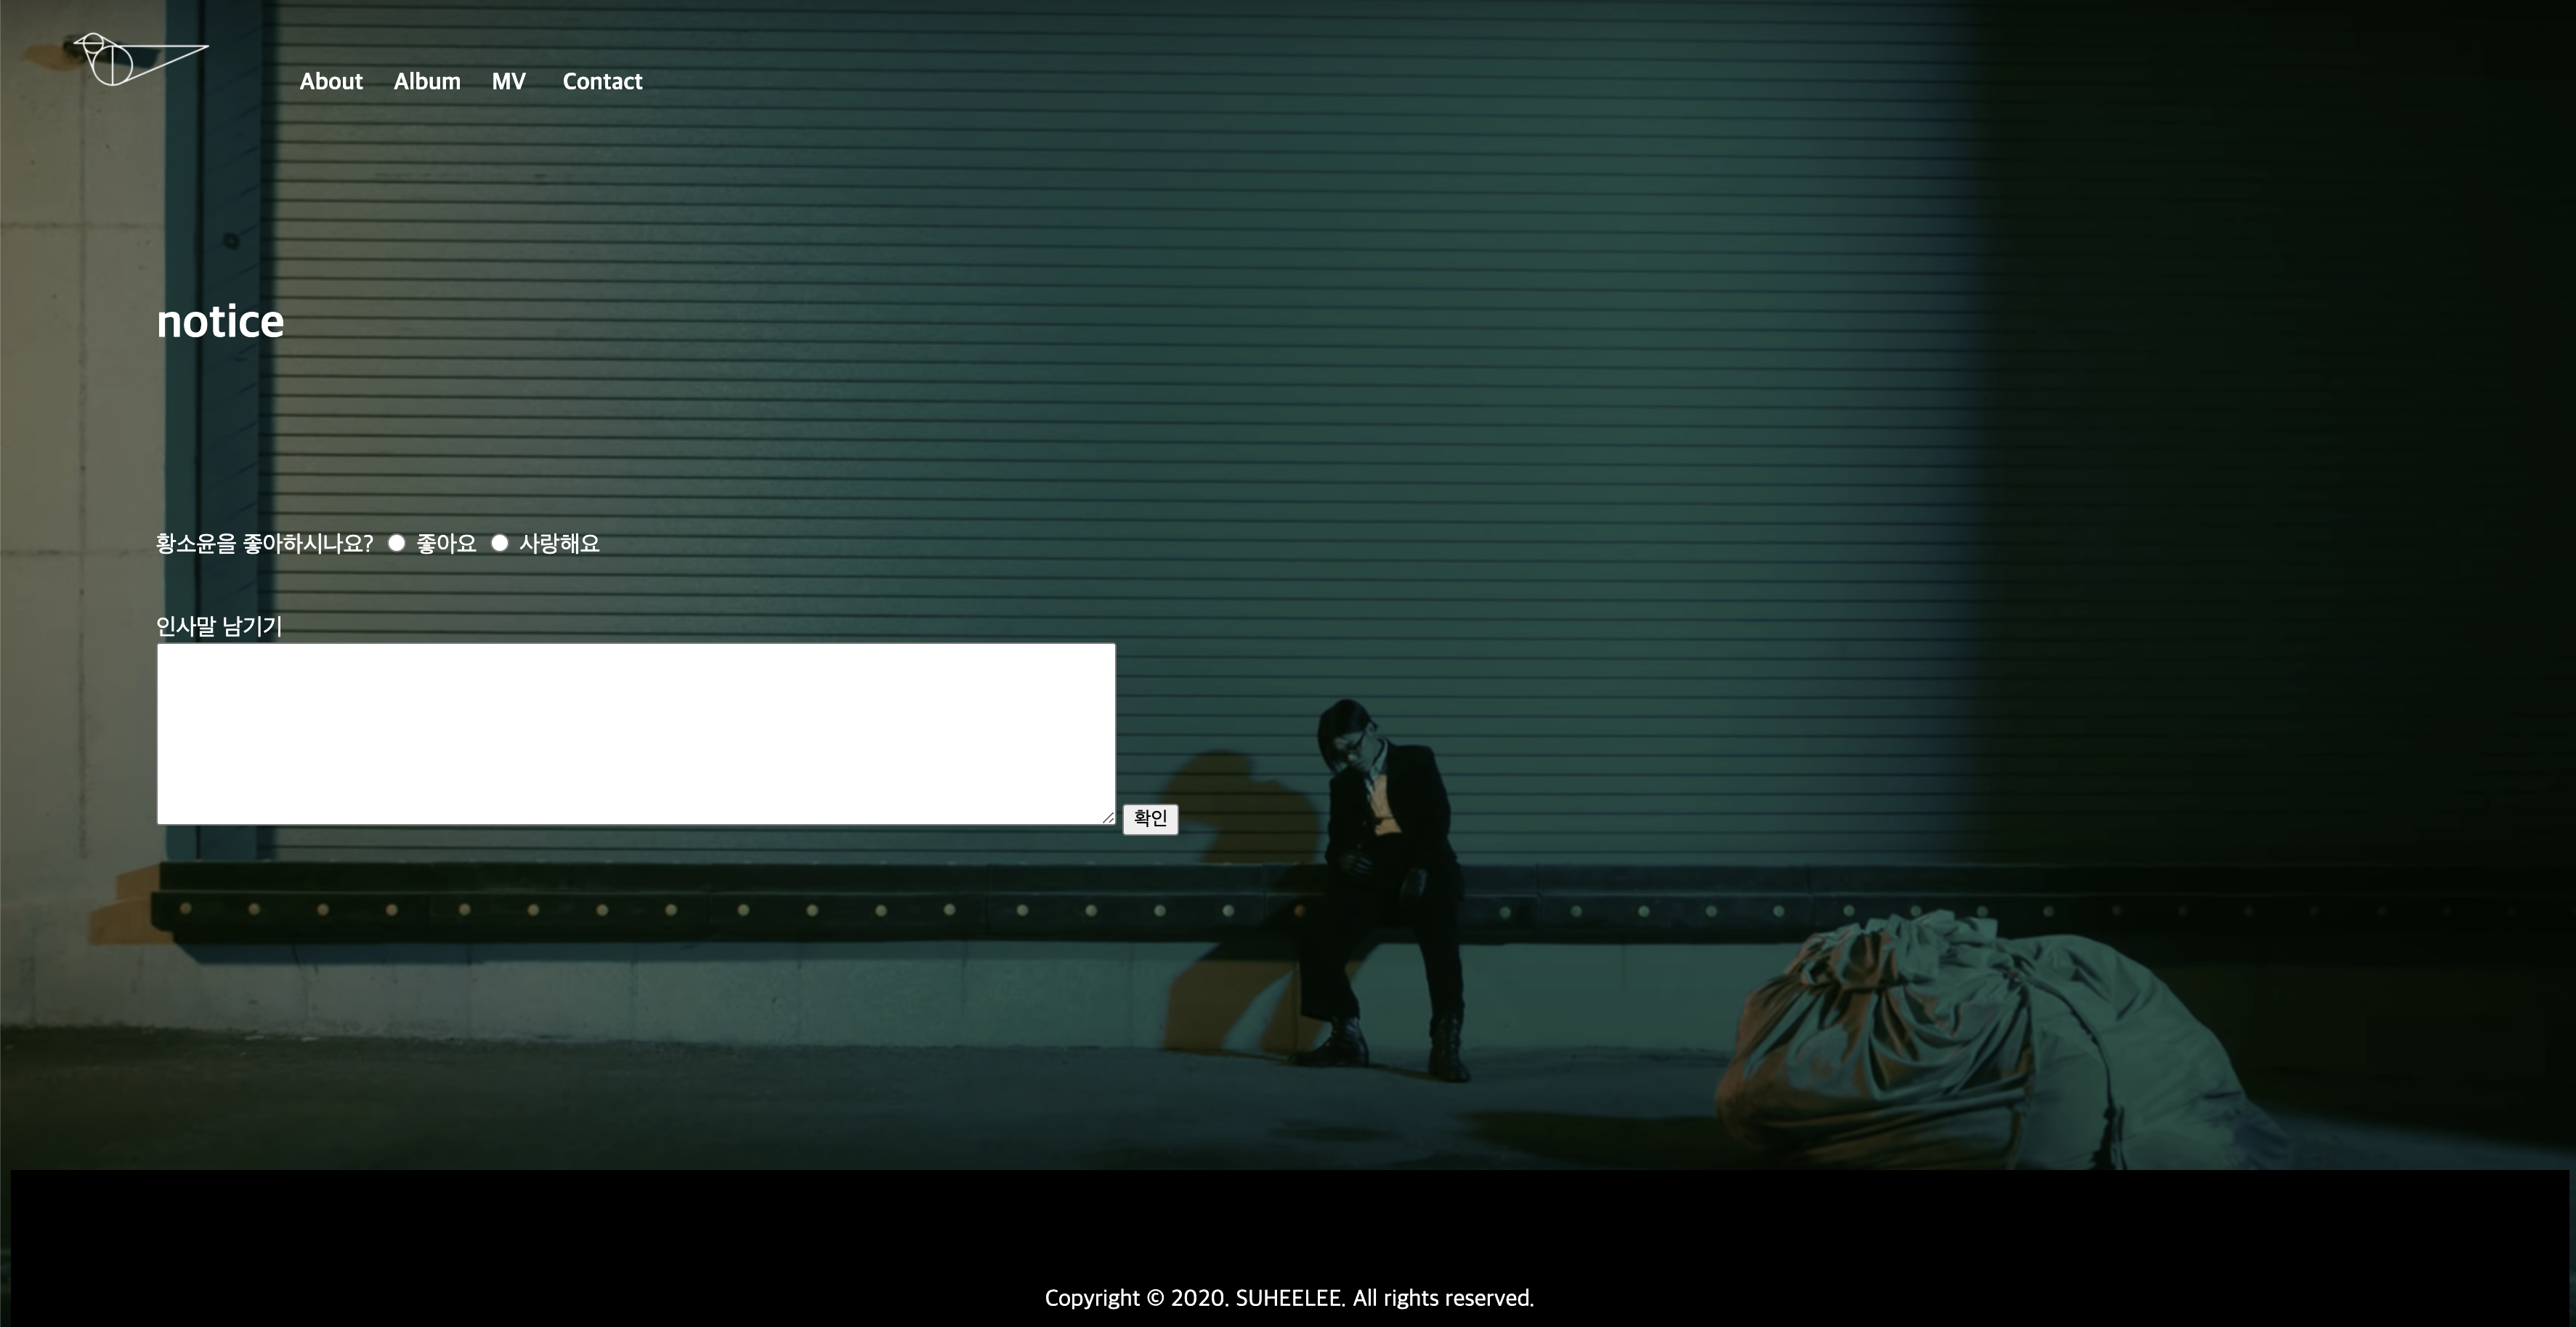 About Album MV Contact
notice
황소윤을 좋아하시나요? 좋아요 사랑해요
인사말 남기기
확인
Copyright © 2020. SUHEELEE. All rights reserved.